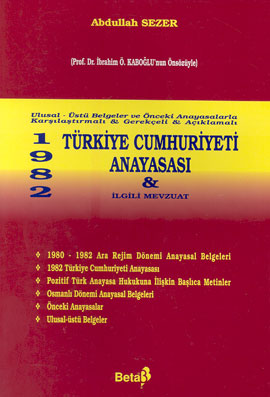 Abdullah SEZER
(Prof. Dr. İbrahim Ö. KABOĞLU'nun Önsözüyle)
Ulusal - Üstü Belgeler ve Önceki Anayasalarla
Karşılaştırmalı & Gerekçeli & Açıklamalı
1982
TÜRKİYE CUMHURİYETİ
ANAYASASI
&
İLGİLİ MEVZUAT
❖ 1980 - 1982 Ara Rejim Dönemi Anayasal Belgeleri
❖ 1982 Türkiye Cumhuriyeti Anayasası
❖ Pozitif Türk Anayasa Hukukuna İlişkin Başlıca Metinler
❖ Osmanlı Dönemi Anayasal Belgeleri
❖ Önceki Anayasalar
❖ Ulusal-üstü Belgeler
Beta